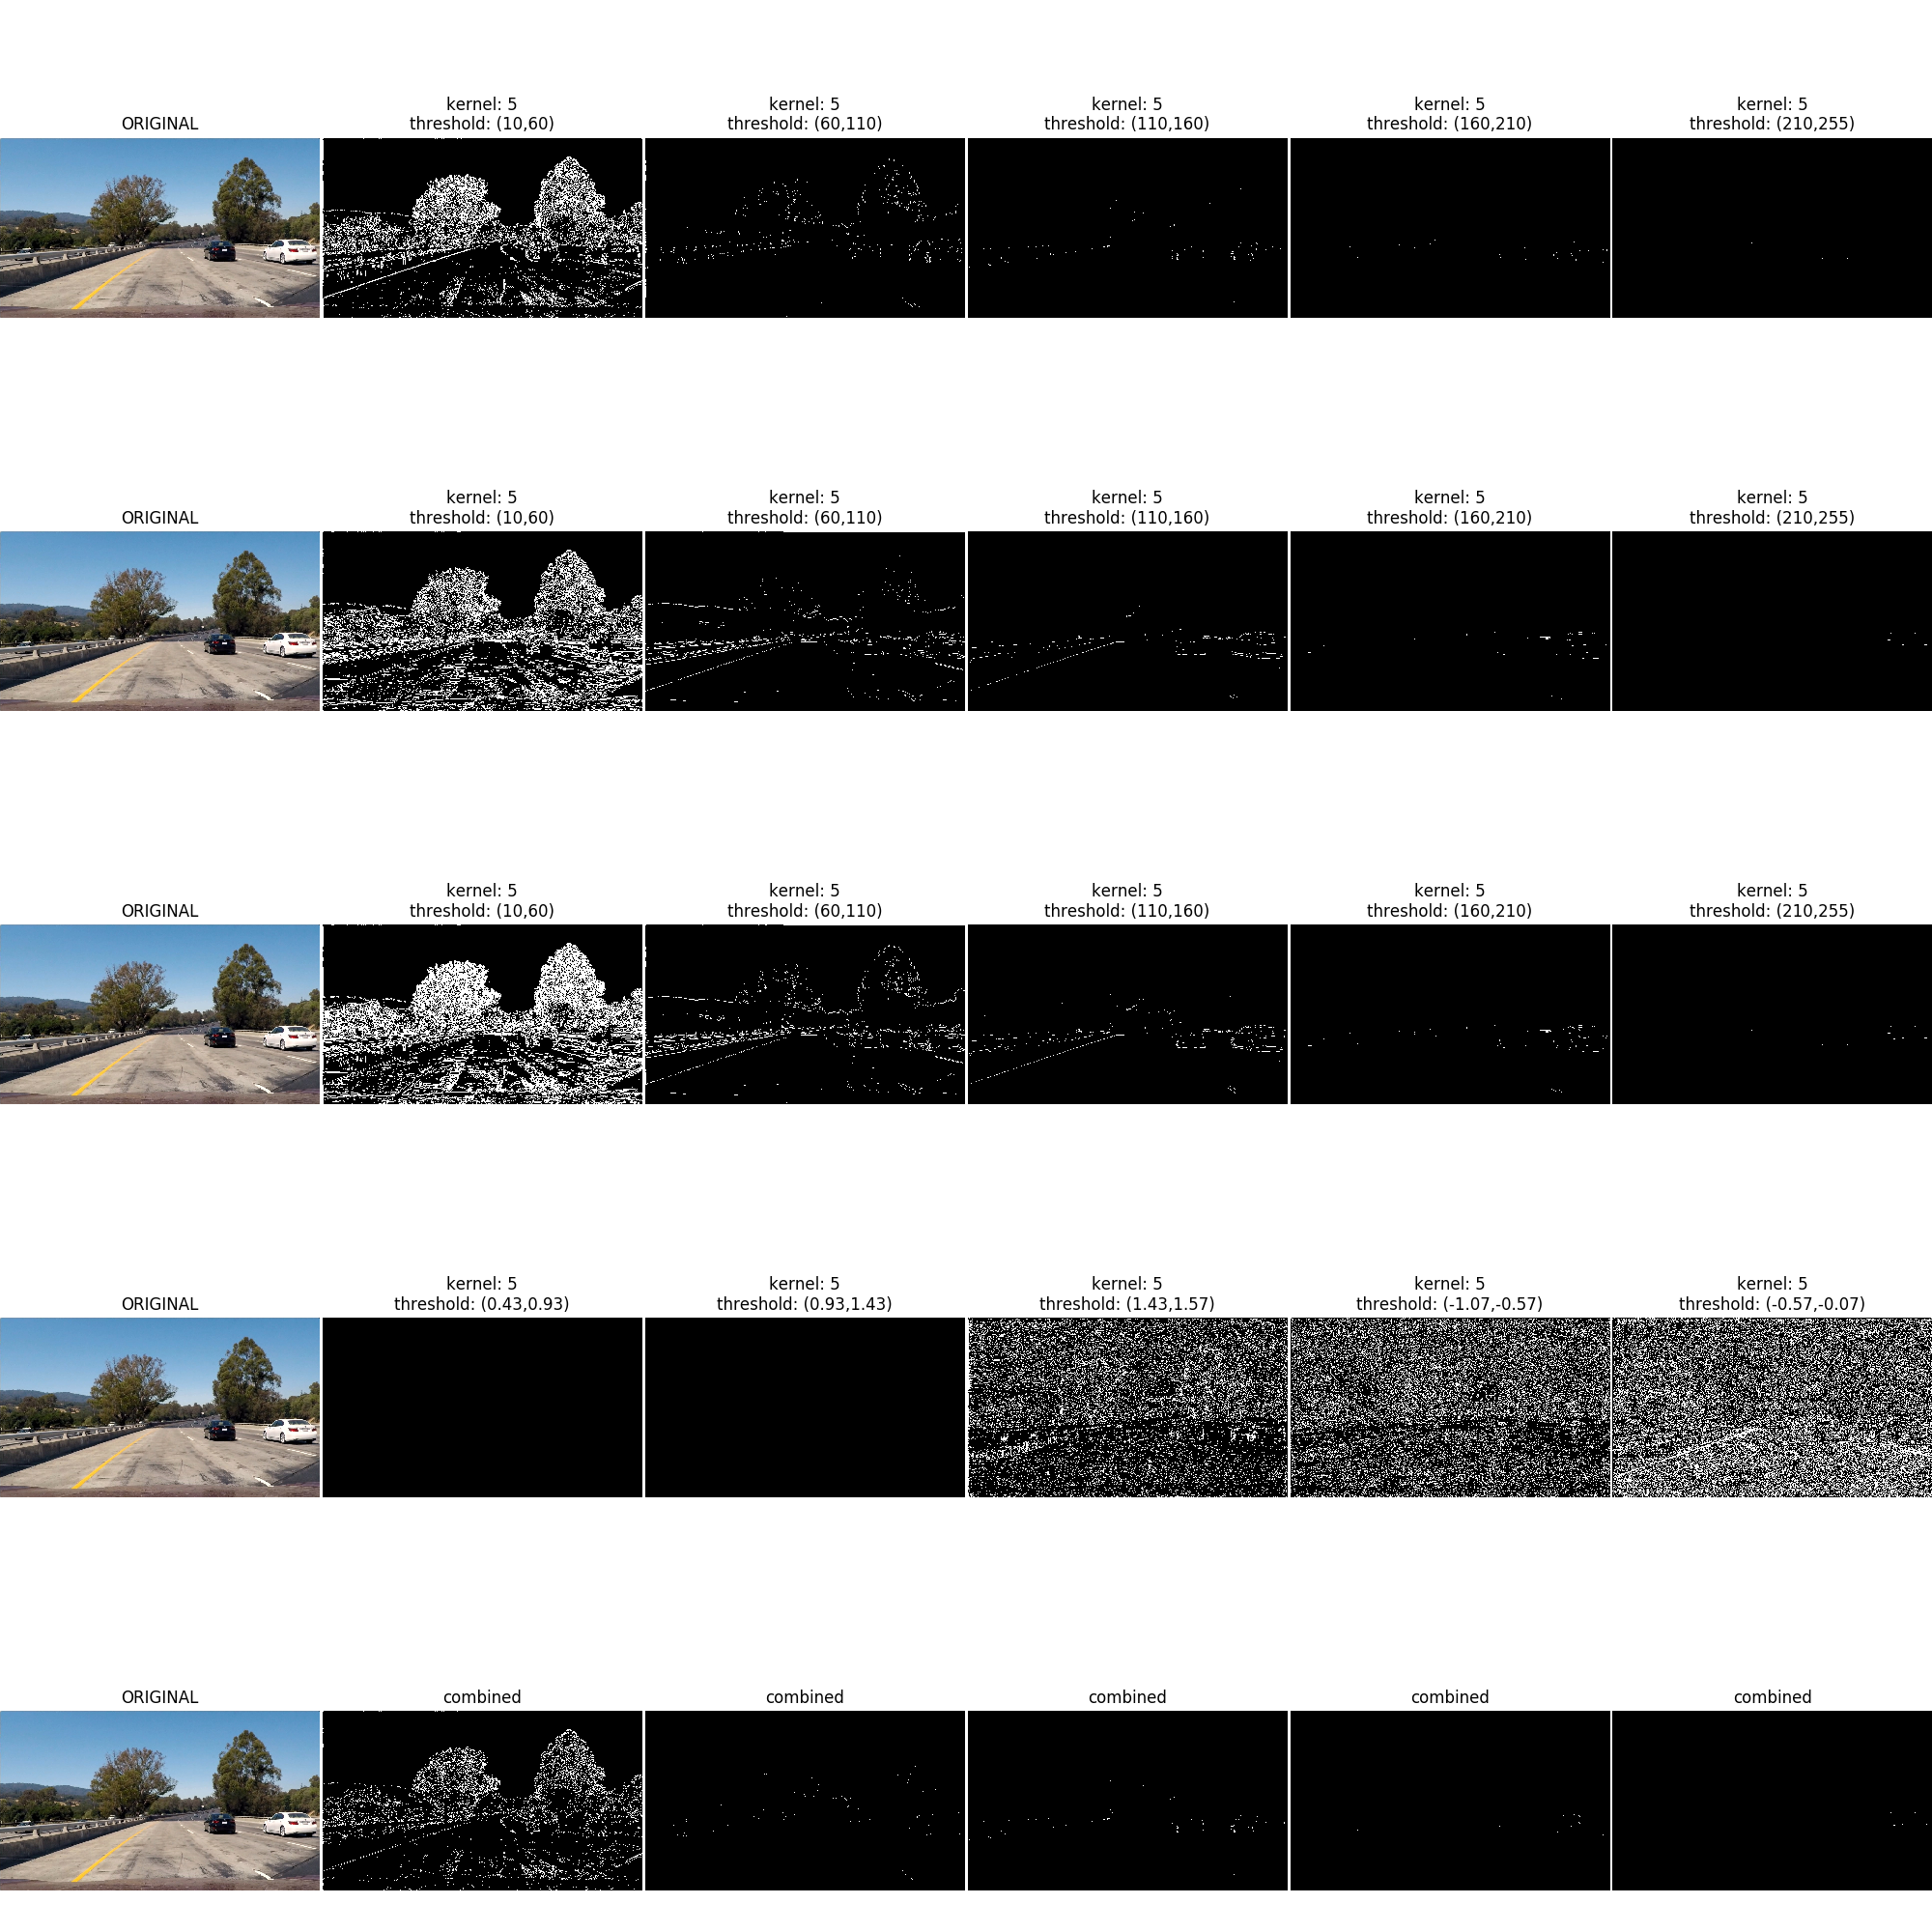 ORIGINAL
kernel: 5
threshold: (10,60)
kernel: 5
threshold: (60,110)
kernel: 5
threshold: (110,160)
kernel: 5
threshold: (160,210)
kernel: 5
threshold: (210,255)
ORIGINAL
kernel: 5
threshold: (10,60)
kernel: 5
threshold: (60,110)
kernel: 5
threshold: (110,160)
kernel: 5
threshold: (160,210)
kernel: 5
threshold: (210,255)
ORIGINAL
kernel: 5
threshold: (10,60)
kernel: 5
threshold: (60,110)
kernel: 5
threshold: (110,160)
kernel: 5
threshold: (160,210)
kernel: 5
threshold: (210,255)
ORIGINAL
kernel: 5
threshold: (0.43,0.93)
kernel: 5
threshold: (0.93,1.43)
kernel: 5
threshold: (1.43,1.57)
kernel: 5
threshold: (-1.07,-0.57)
kernel: 5
threshold: (-0.57,-0.07)
ORIGINAL
combined
combined
combined
combined
combined